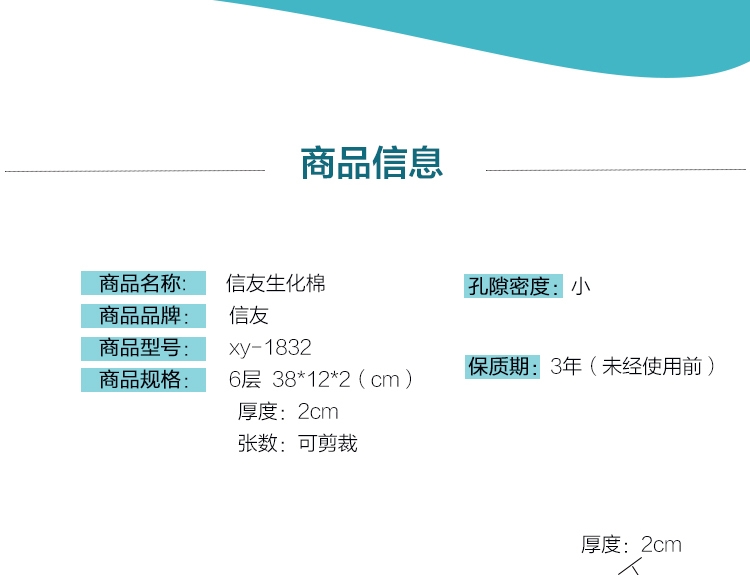 商品信息
商品名称: 信友生化棉
商品品牌: 信友
商品型号: xy-1832
商品规格: 6层 38*12*2（cm）
厚度: 2cm
张数: 可剪裁
孔隙密度: 小
保质期: 3年（未经使用前）
厚度: 2cm